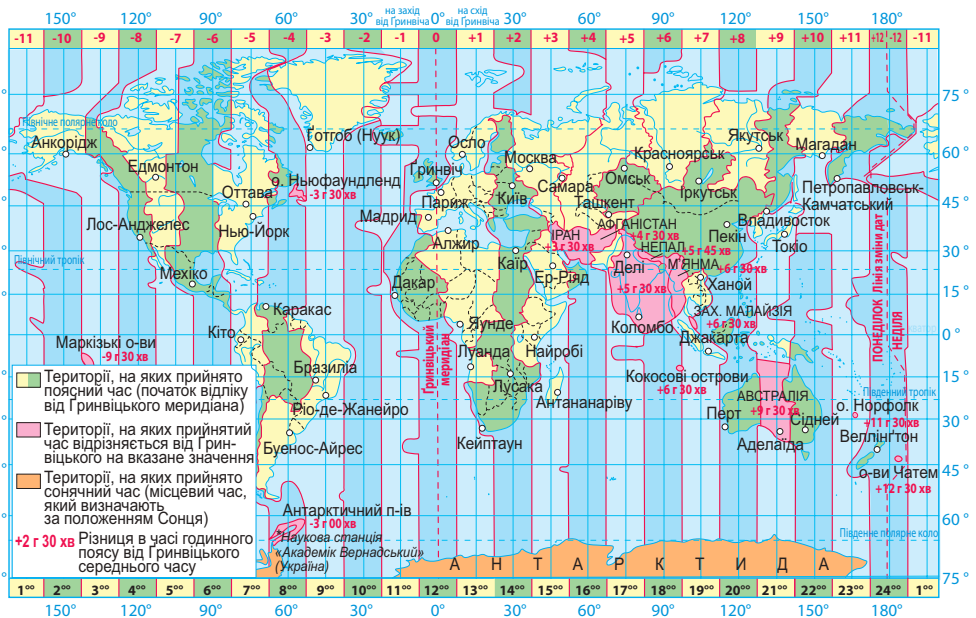 на захід від Ґринвіча
на схід від Ґринвіча
150° 120° 90° 60° 30° 0° 30° 60° 90° 120° 150° 180°
-11 -10 -9 -8 -7 -6 -5 -4 -3 -2 -1 0 +1 +2 +3 +4 +5 +6 +7 +8 +9 +10 +11 +12 -12 -11
75°
Північне полярне коло
Анкорідж
Ґотгоб (Нуук)
Осло
Якутськ
Магадан
60°
Едмонтон
Ґринвіч
Москва
Красноярськ
о. Ньюфаундленд
-3 г 30 хв
Оттава
Париж
Київ
Самара
Омськ
Іркутськ
Петропавловськ-
Камчатський
Ташкент
45°
Лос-Анджелес
Нью-Йорк
Мадрид
АФГАНІСТАН
+4 г 30 хв
Владивосток
Алжир
ІРАН
+3 г 30 хв
Пекін
Токіо
30°
НЕПАЛ
+5 г 45 хв
Північний тропік
Мехіко
Каїр
Ер-Ріяд
Делі
М'ЯНМА
+6 г 30 хв
Дакар
+5 г 30 хв
Ханой
15°
Каракас
Яунде
Коломбо
ЗАХ. МАЛАЙЗІЯ
+6 г 30 хв
Кіто
0°
Маркізькі о-ви
-9 г 30 хв
Ґринвіцький
меридіан
Луанда
Найробі
Джакарта
ПОНЕДІЛОК
Лінія зміни дат
НЕДІЛЯ
Бразиліа
Лусака
Кокосові острови
+6 г 30 хв
15°
Південний тропік
Території, на яких прийнято
поясний час (початок відліку
від Ґринвіцького меридіана)
Ріо-де-Жанейро
Антананаріву
АВСТРАЛІЯ
+9 г 30 хв
Перт
Сідней
о. Норфолк
+11 г 30 хв
30°
Території, на яких прийнятий
час відрізняється від Ґрин-
віцького на вказане значення
Буенос-Айрес
Кейптаун
Аделаїда
Веллінґтон
45°
о-ви Чатем
+12 г 30 хв
Території, на яких прийнято
сонячний час (місцевий час,
який визначають
за положенням Сонця)
Антарктичний п-ів
-3 г 00 хв
60°
Південне полярне коло
+2 г 30 хв Різниця в часі годинного
поясу від Ґринвіцького
середнього часу
Наукова станція
«Академік Вернадський»
(Україна)
АНТАРКТИДА
75°
1⁰⁰ 2⁰⁰ 3⁰⁰ 4⁰⁰ 5⁰⁰ 6⁰⁰ 7⁰⁰ 8⁰⁰ 9⁰⁰ 10⁰⁰ 11⁰⁰ 12⁰⁰ 13⁰⁰ 14⁰⁰ 15⁰⁰ 16⁰⁰ 17⁰⁰ 18⁰⁰ 19⁰⁰ 20⁰⁰ 21⁰⁰ 22⁰⁰ 23⁰⁰ 24⁰⁰ 1⁰⁰
150° 120° 90° 60° 30° 0° 30° 60° 90° 120° 150° 180°